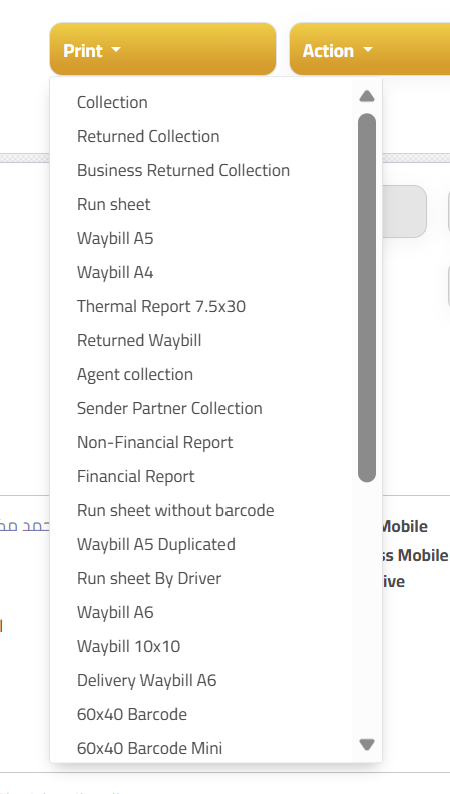 Print
Action
Collection
Returned Collection
Business Returned Collection
Run sheet
Waybill A5
Waybill A4
Thermal Report 7.5x30
Returned Waybill
Agent collection
Sender Partner Collection
Non-Financial Report
Financial Report
Run sheet without barcode
Mobile
Waybill A5 Duplicated
ss Mobile
Run sheet By Driver
ive
Waybill A6
Waybill 10x10
Delivery Waybill A6
60x40 Barcode
60x40 Barcode Mini